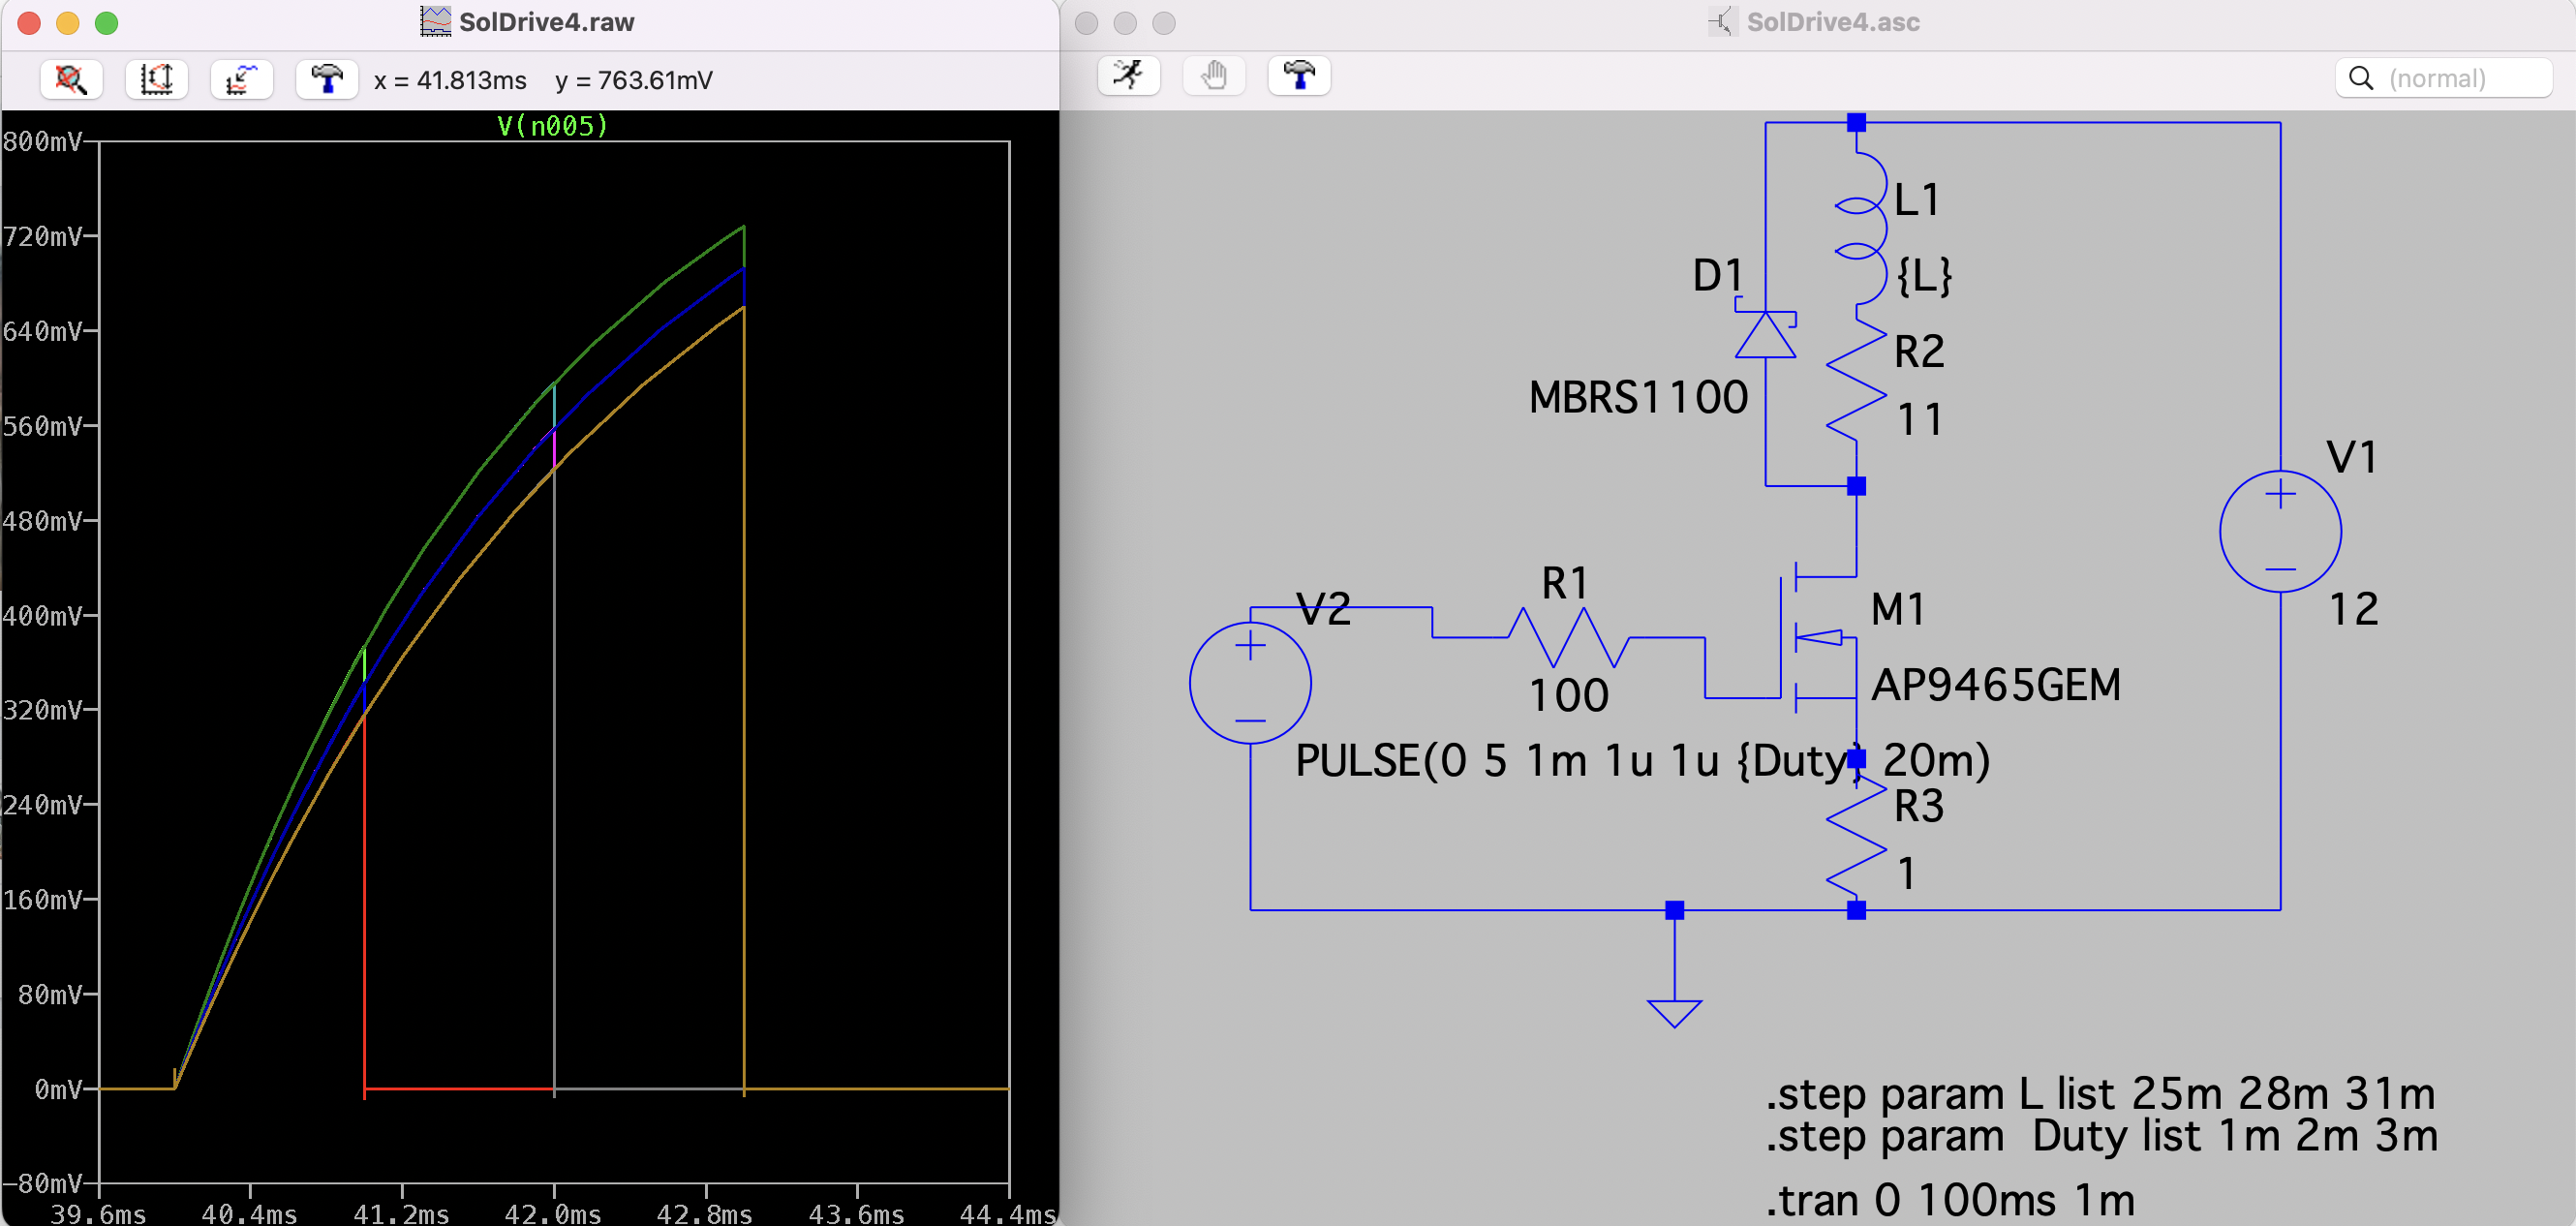 SolDrive4.raw
x = 41.813ms y = 763.61mV
V(n005)
800mV
720mV
640mV
560mV
480mV
400mV
320mV
240mV
160mV
80mV
0mV
-80mV
39.6ms 40.4ms 41.2ms 42.0ms 42.8ms 43.6ms 44.4ms
SolDrive4.asc
(normal)
L1
{L}
D1
MBRS1100
R2
11
V1
12
R1
100
V2
PULSE(0 5 1m 1u 1u {Duty} 20m)
M1
AP9465GEM
R3
1
.step param L list 25m 28m 31m
.step param Duty list 1m 2m 3m
.tran 0 100ms 1m